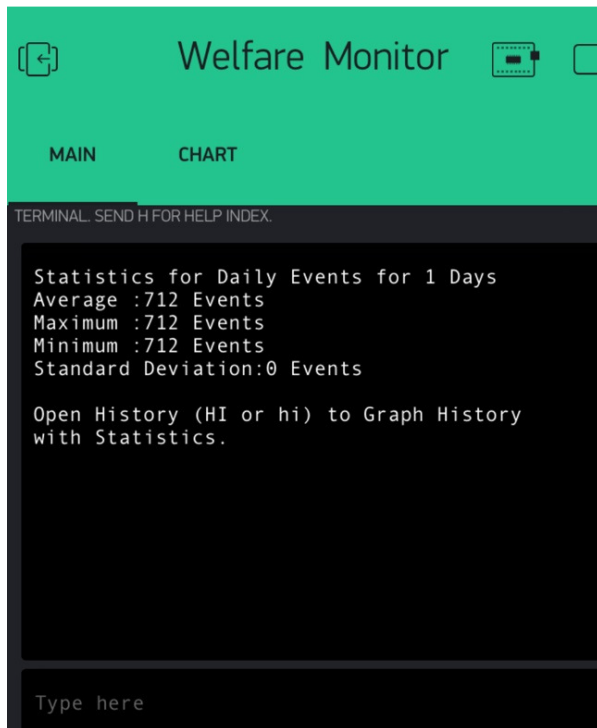 Welfare Monitor
MAIN CHART
TERMINAL. SEND H FOR HELP INDEX.
Statistics for Daily Events for 1 Days
Average :712 Events
Maximum :712 Events
Minimum :712 Events
Standard Deviation:0 Events
Open History (HI or hi) to Graph History
with Statistics.
Type here